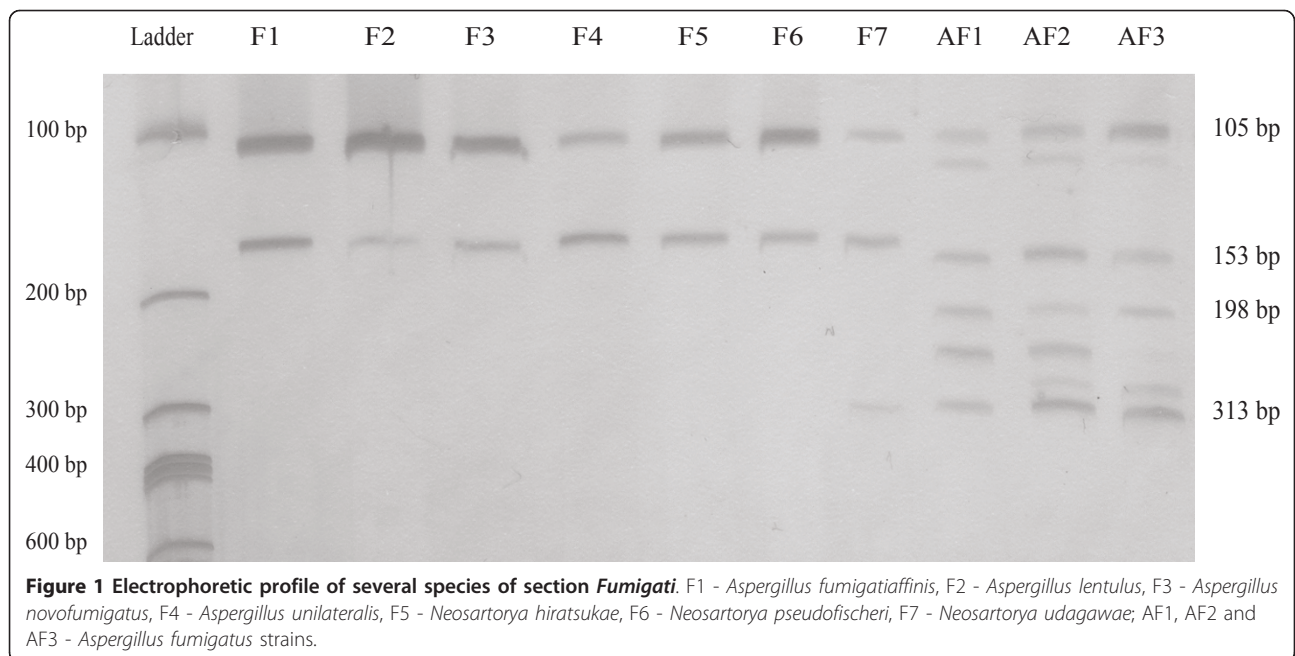 Ladder F1 F2 F3 F4 F5 F6 F7 AF1 AF2 AF3
100 bp 105 bp
153 bp
200 bp 198 bp
300 bp 313 bp
400 bp
600 bp
Figure 1 Electrophoretic profile of several species of section Fumigati. F1 - Aspergillus fumigatiaffinis, F2 - Aspergillus lentulus, F3 - Aspergillus
novofumigatus, F4 - Aspergillus unilateralis, F5 - Neosartorya hiratsukae, F6 - Neosartorya pseudofischeri, F7 - Neosartorya udagawae; AF1, AF2 and
AF3 - Aspergillus fumigatus strains.